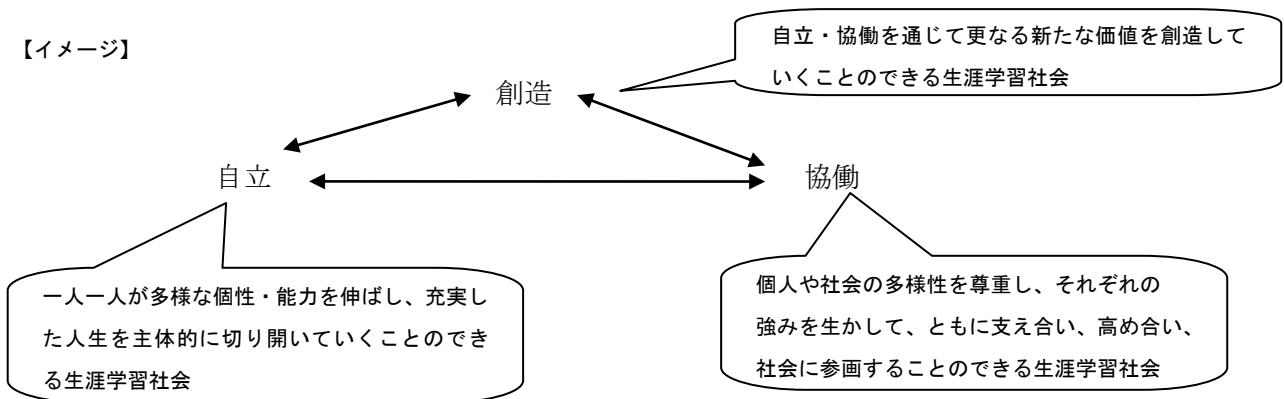 【イメージ】
自立・協働を通じて更なる新たな価値を創造して
いくことのできる生涯学習社会
創造
自立
協働
一人一人が多様な個性・能力を伸ばし、充実し
た人生を主体的に切り開いていくことのでき
る生涯学習社会
個人や社会の多様性を尊重し、それぞれの
強みを生かして、ともに支え合い、高め合い、
社会に参画することのできる生涯学習社会